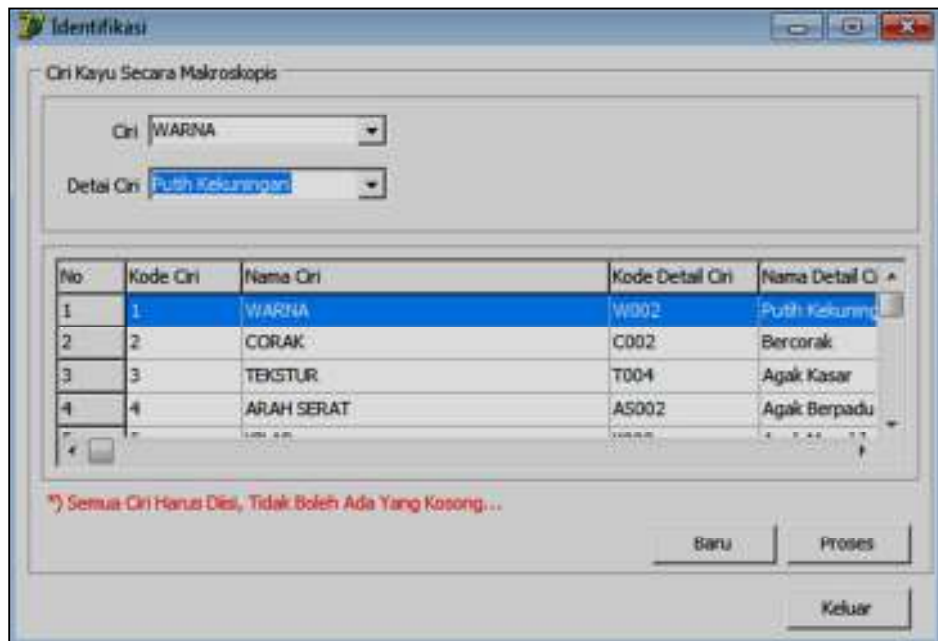 Identifikasi
Ciri Kayu Secara Makroskopis
Ciri WARNA
Detai Ciri Putih Kekuningan
No Kode Ciri Nama Ciri Kode Detail Ciri Nama Detail Ci
1 1 WARNA W002 Putih Kekuning
2 2 CORAK C002 Bercorak
3 3 TEKSTUR T004 Agak Kasar
4 4 ARAH SERAT AS002 Agak Berpadu
*) Semua Ciri Harus Diisi, Tidak Boleh Ada Yang Kosong...
Baru Proses
Keluar